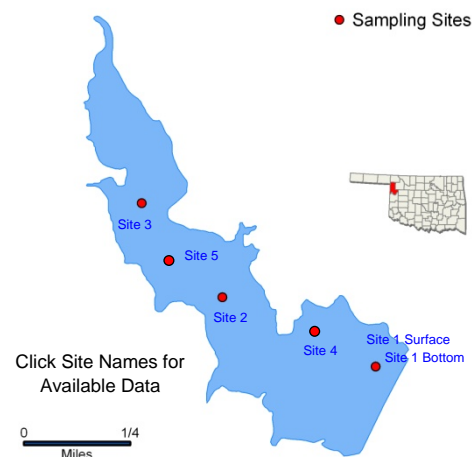 Sampling Sites
Site 3
Site 5
Site 2
Site 1 Surface
Site 4
Site 1 Bottom
Click Site Names for
Available Data
0 1/4
Miles